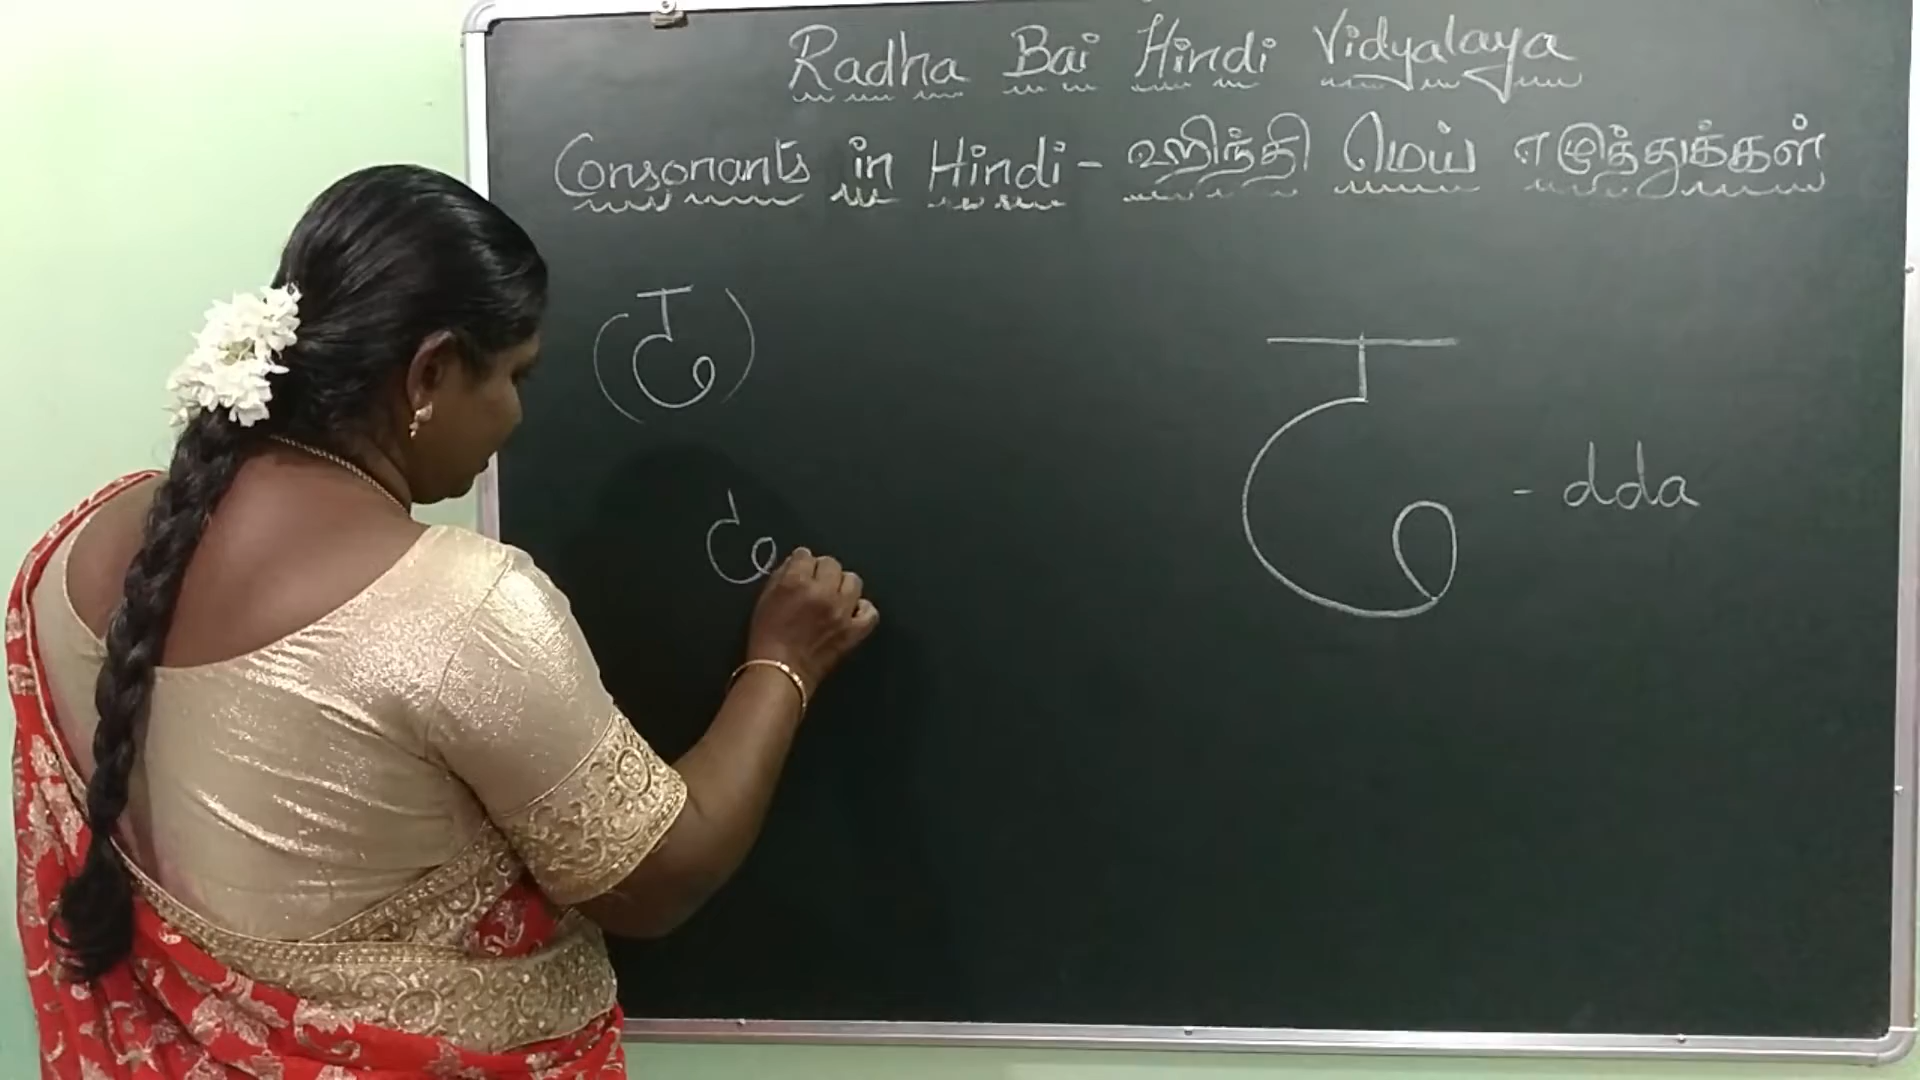 Radha Bai Hindi Vidyalaya
Consonants in Hindi - ஹிந்தி மெய் எழுத்துக்கள்
(ढ)
ढ - dda